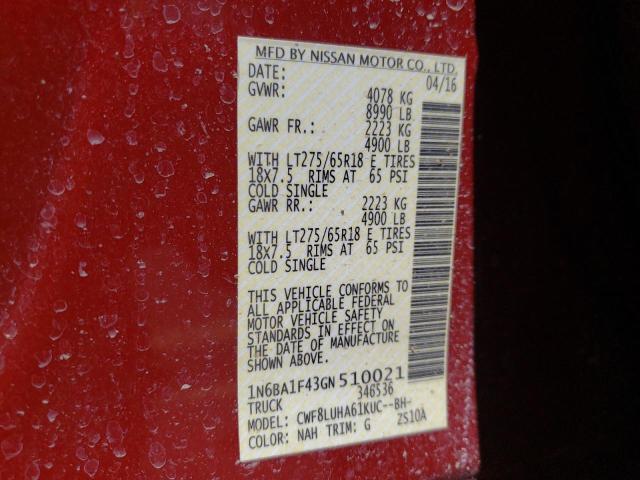 MFD BY NISSAN MOTOR CO., LTD.
DATE: 04/16
GVWR: 4078 KG
8990 LB
GAWR FR.: 2223 KG
4900 LB
WITH LT275/65R18 E TIRES
18X7.5 RIMS AT 65 PSI
COLD SINGLE
GAWR RR.: 2223 KG
4900 LB
WITH LT275/65R18 E TIRES
18X7.5 RIMS AT 65 PSI
COLD SINGLE
THIS VEHICLE CONFORMS TO
ALL APPLICABLE FEDERAL
MOTOR VEHICLE SAFETY
STANDARDS IN EFFECT ON
THE DATE OF MANUFACTURE
SHOWN ABOVE.
1N6BA1F43GN510021
TRUCK 346536
MODEL: CWF8LUHA61KUC--BH-
COLOR: NAH TRIM: G ZS10A